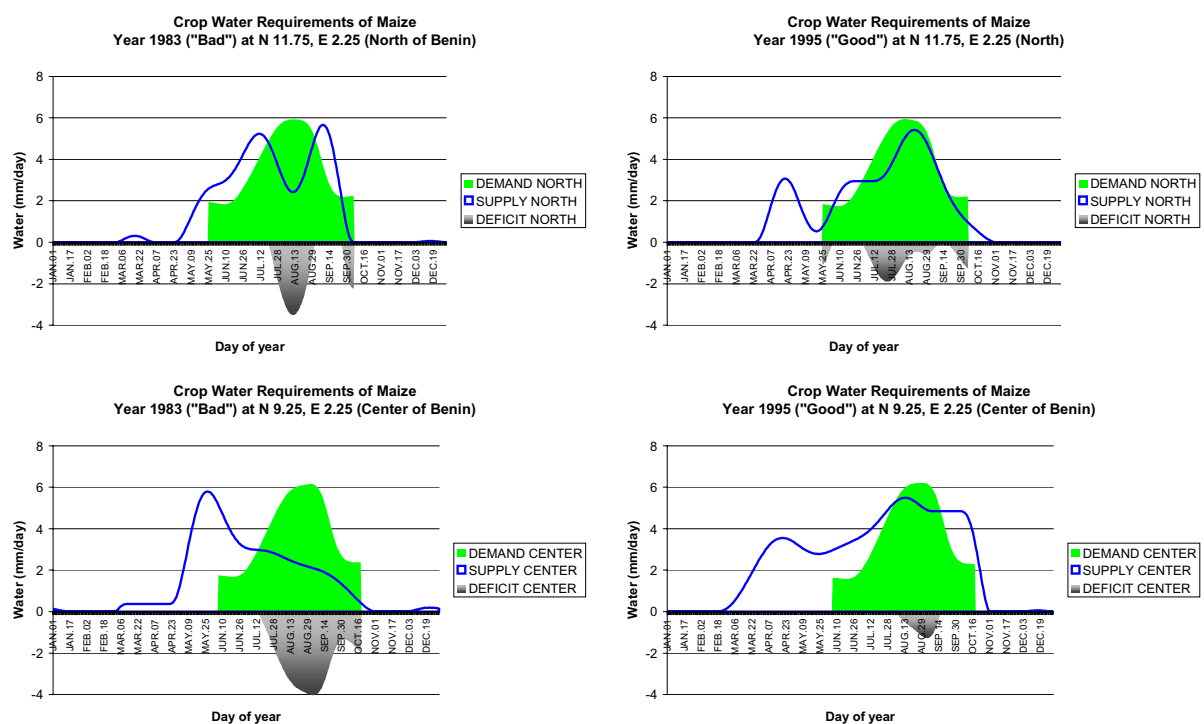 Crop Water Requirements of Maize
Year 1983 ("Bad") at N 11.75, E 2.25 (North of Benin)
8
6
4
2
0
-2
-4
Water (mm/day)
JAN.01
JAN.17
FEB.02
FEB.18
MAR.06
MAR.22
APR.07
APR.23
MAY.09
MAY.25
JUN.10
JUN.26
JUL.12
JUL.28
AUG.13
AUG.29
SEP.14
SEP.30
OCT.16
NOV.01
NOV.17
DEC.03
DEC.19
Day of year
DEMAND NORTH
SUPPLY NORTH
DEFICIT NORTH
Crop Water Requirements of Maize
Year 1995 ("Good") at N 11.75, E 2.25 (North)
8
6
4
2
0
-2
-4
Water (mm/day)
JAN.01
JAN.17
FEB.02
FEB.18
MAR.06
MAR.22
APR.07
APR.23
MAY.09
MAY.25
JUN.10
JUN.26
JUL.12
JUL.28
AUG.13
AUG.29
SEP.14
SEP.30
OCT.16
NOV.01
NOV.17
DEC.03
DEC.19
Day of year
DEMAND NORTH
SUPPLY NORTH
DEFICIT NORTH
Crop Water Requirements of Maize
Year 1983 ("Bad") at N 9.25, E 2.25 (Center of Benin)
8
6
4
2
0
-2
-4
Water (mm/day)
JAN.01
JAN.17
FEB.02
FEB.18
MAR.06
MAR.22
APR.07
APR.23
MAY.09
MAY.25
JUN.10
JUN.26
JUL.12
JUL.28
AUG.13
AUG.29
SEP.14
SEP.30
OCT.16
NOV.01
NOV.17
DEC.03
DEC.19
Day of year
DEMAND CENTER
SUPPLY CENTER
DEFICIT CENTER
Crop Water Requirements of Maize
Year 1995 ("Good") at N 9.25, E 2.25 (Center of Benin)
8
6
4
2
0
-2
-4
Water (mm/day)
JAN.01
JAN.17
FEB.02
FEB.18
MAR.06
MAR.22
APR.07
APR.23
MAY.09
MAY.25
JUN.10
JUN.26
JUL.12
JUL.28
AUG.13
AUG.29
SEP.14
SEP.30
OCT.16
NOV.01
NOV.17
DEC.03
DEC.19
Day of year
DEMAND CENTER
SUPPLY CENTER
DEFICIT CENTER